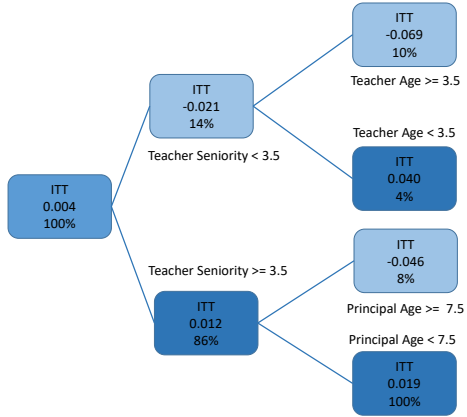 ITT
-0.069
10%
Teacher Age >= 3.5
ITT
-0.021
14%
Teacher Seniority < 3.5
Teacher Age < 3.5
ITT
0.040
4%
ITT
0.004
100%
Teacher Seniority >= 3.5
ITT
0.012
86%
ITT
-0.046
8%
Principal Age >= 7.5
Principal Age < 7.5
ITT
0.019
100%